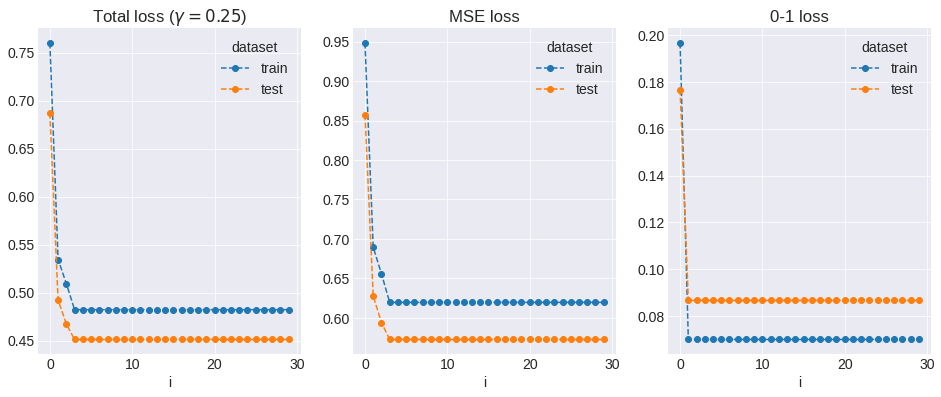 Total loss (γ = 0.25)
dataset
train
test
0.75
0.70
0.65
0.60
0.55
0.50
0.45
0
10
20
30
i
MSE loss
dataset
train
test
0.95
0.90
0.85
0.80
0.75
0.70
0.65
0.60
0
10
20
30
i
0-1 loss
dataset
train
test
0.20
0.18
0.16
0.14
0.12
0.10
0.08
0
10
20
30
i